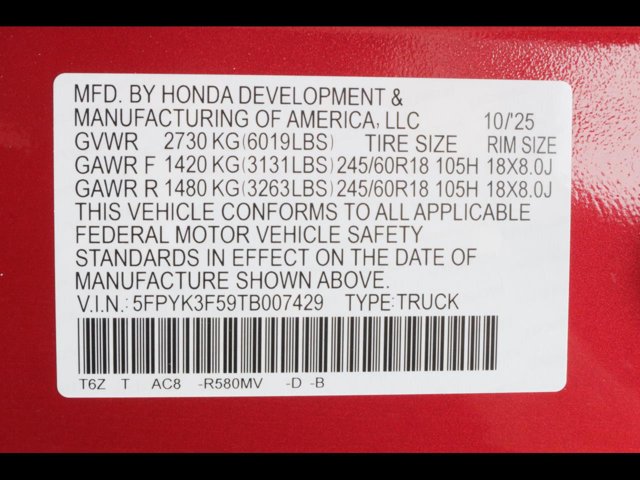 MFD. BY HONDA DEVELOPMENT &
MANUFACTURING OF AMERICA, LLC 10/'25
GVWR 2730 KG(6019LBS) TIRE SIZE RIM SIZE
GAWR F 1420 KG(3131LBS) 245/60R18 105H 18X8.0J
GAWR R 1480 KG(3263LBS) 245/60R18 105H 18X8.0J
THIS VEHICLE CONFORMS TO ALL APPLICABLE
FEDERAL MOTOR VEHICLE SAFETY
STANDARDS IN EFFECT ON THE DATE OF
MANUFACTURE SHOWN ABOVE.
V.I.N.: 5FPYK3F59TB007429 TYPE:TRUCK
T6Z T AC8 -R580MV -D -B